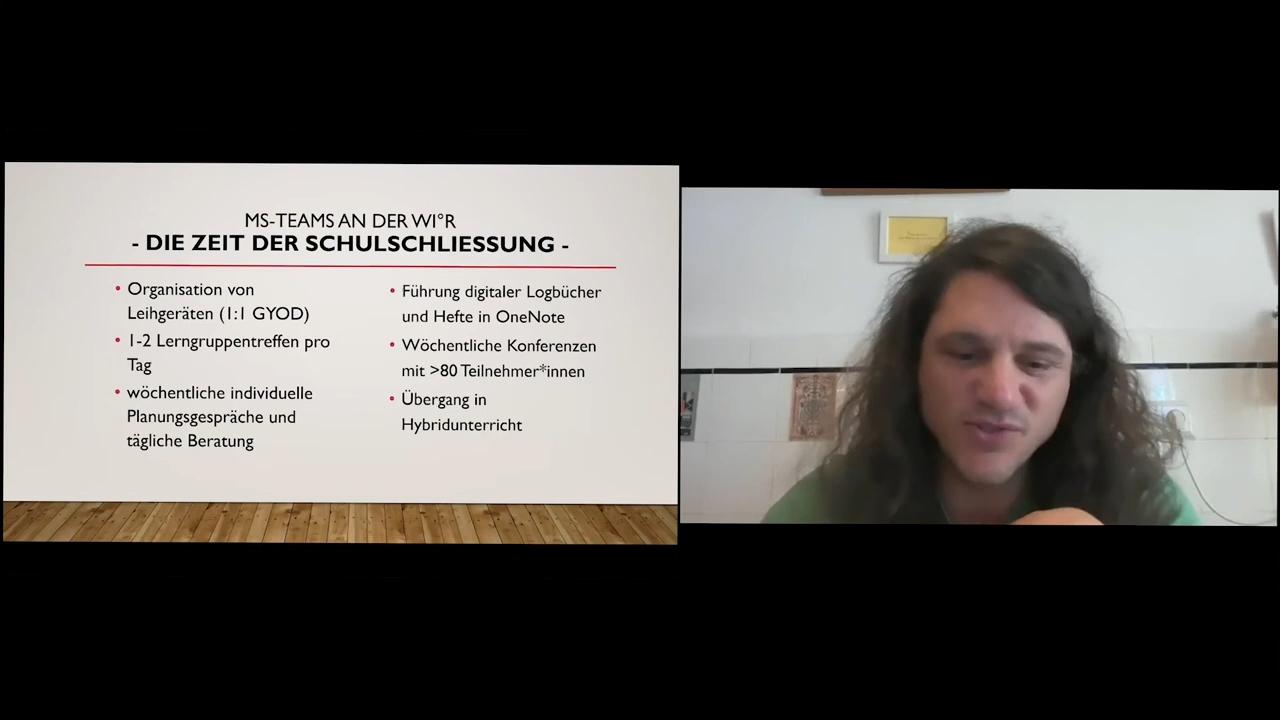 MS-TEAMS AN DER WI°R
- DIE ZEIT DER SCHULSCHLIESSUNG -
• Organisation von
Leihgeräten (1:1 GYOD)
• 1-2 Lerngruppentreffen pro
Tag
• wöchentliche individuelle
Planungsgespräche und
tägliche Beratung
• Führung digitaler Logbücher
und Hefte in OneNote
• Wöchentliche Konferenzen
mit >80 Teilnehmer*innen
• Übergang in
Hybridunterricht